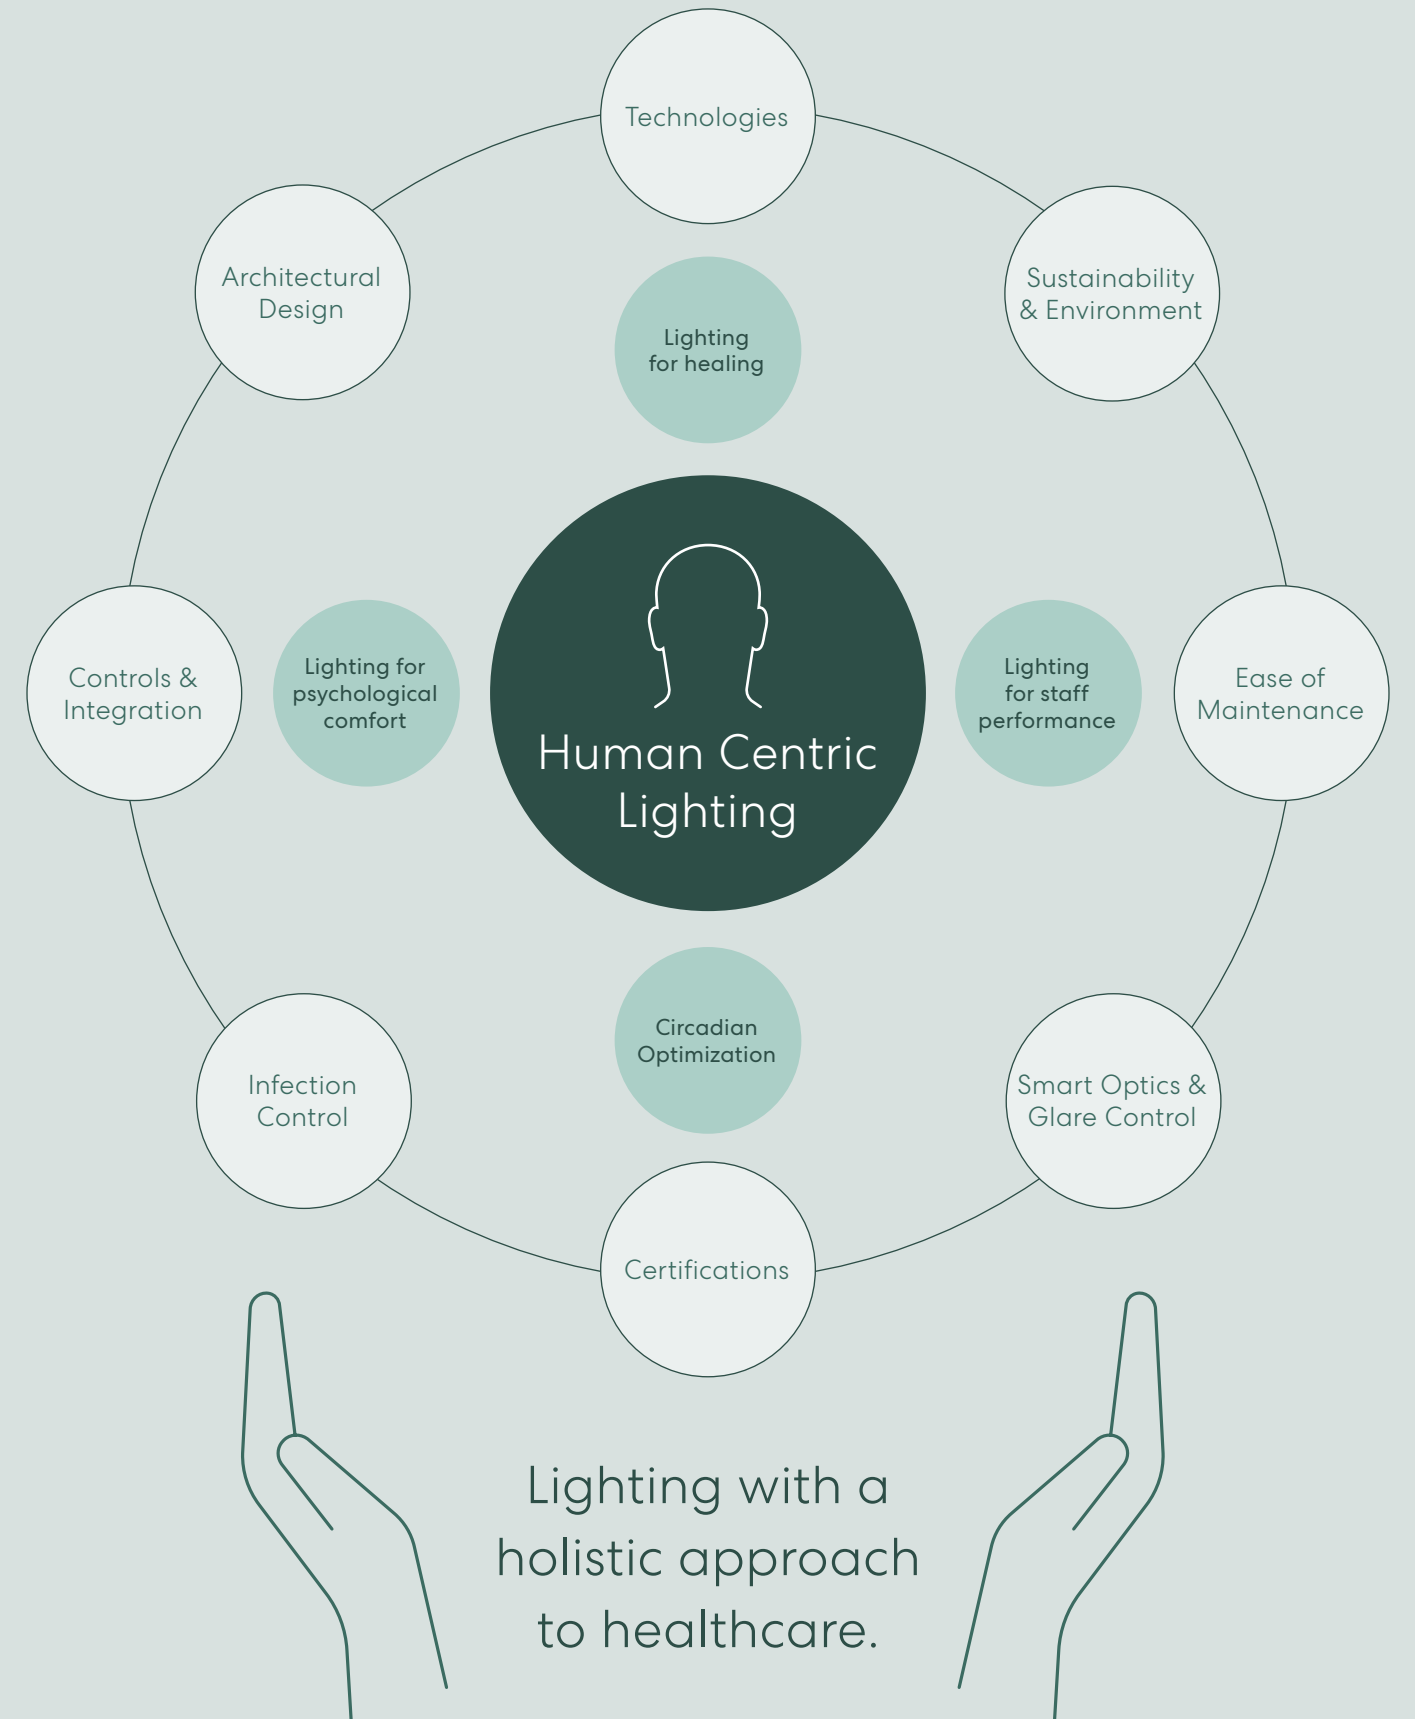 Technologies
Architectural
Design
Sustainability
& Environment
Lighting
for healing
Controls &
Integration
Lighting for
psychological
comfort
Human Centric
Lighting
Lighting
for staff
performance
Ease of
Maintenance
Circadian
Optimization
Infection
Control
Smart Optics &
Glare Control
Certifications
Lighting with a
holistic approach
to healthcare.